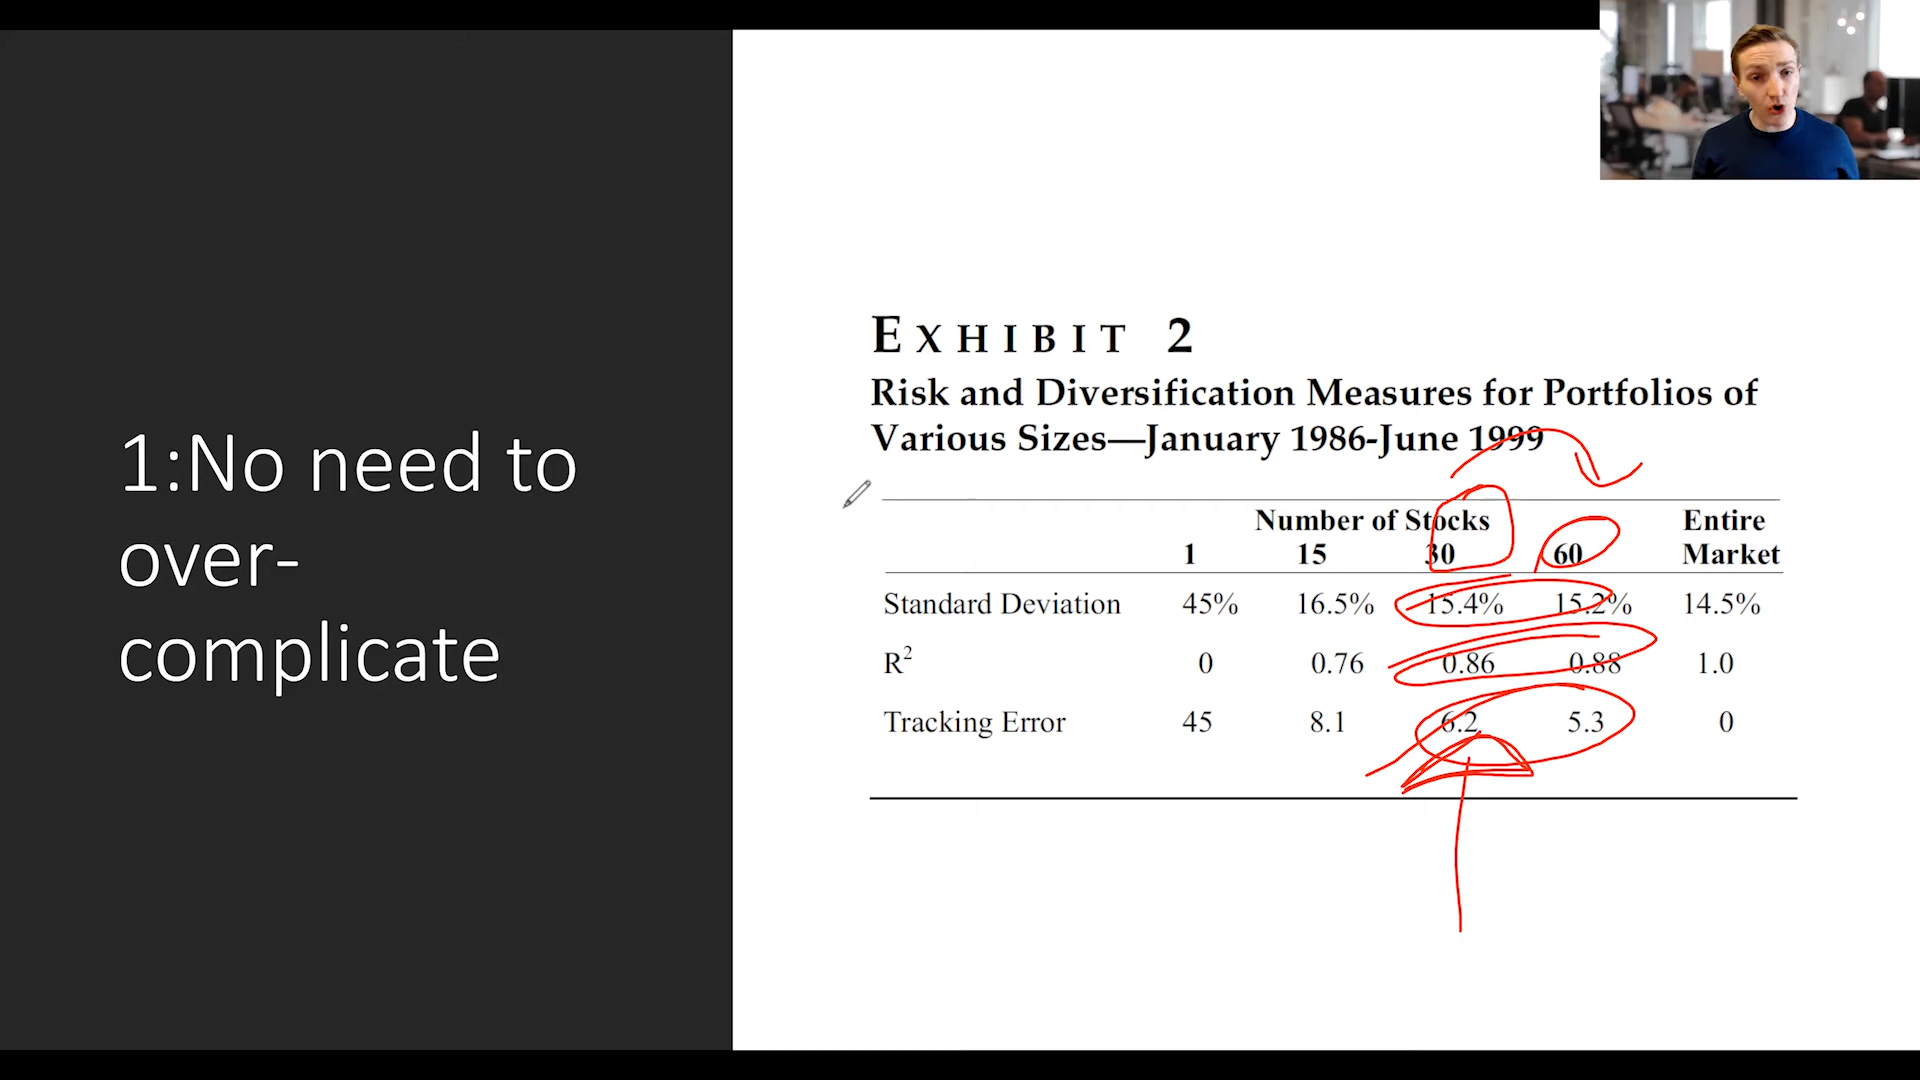 1:No need to
over-
complicate
EXHIBIT 2
Risk and Diversification Measures for Portfolios of
Various Sizes—January 1986-June 1999
Number of Stocks Entire
1 15 30 60 Market
Standard Deviation 45% 16.5% 15.4% 15.2% 14.5%
R² 0 0.76 0.86 0.88 1.0
Tracking Error 45 8.1 6.2 5.3 0